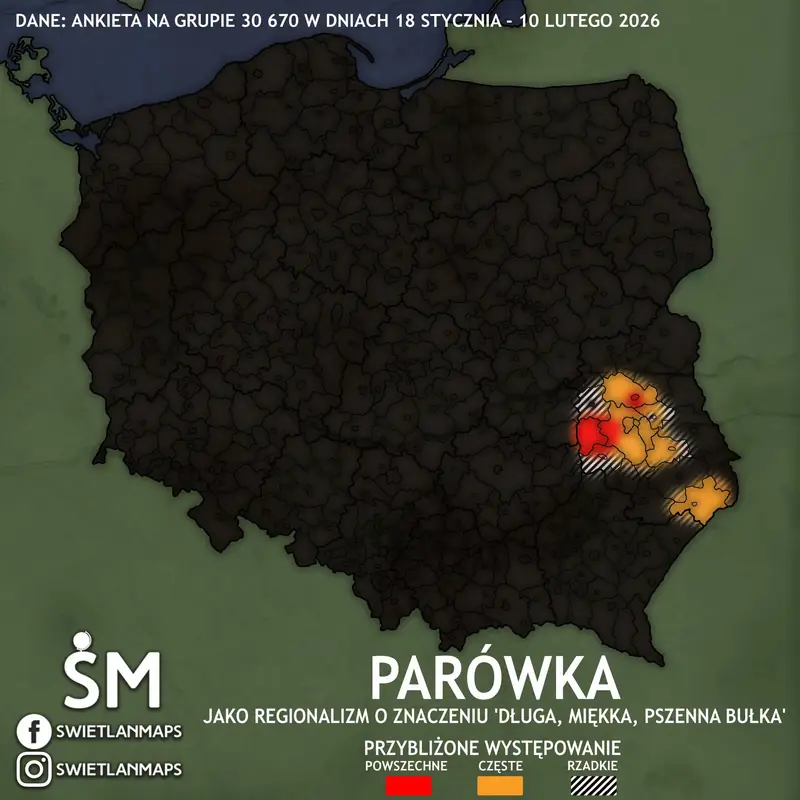 DANE: ANKIETA NA GRUPIE 30 670 W DNIACH 18 STYCZNIA - 10 LUTEGO 2026
ŚM
SWIETLANMAPS
SWIETLANMAPS
PARÓWKA
JAKO REGIONALIZM O ZNACZENIU 'DŁUGA, MIĘKKA, PSZENNA BUŁKA'
PRZYBLIŻONE WYSTĘPOWANIE
POWSZECHNE CZĘSTE RZADKIE